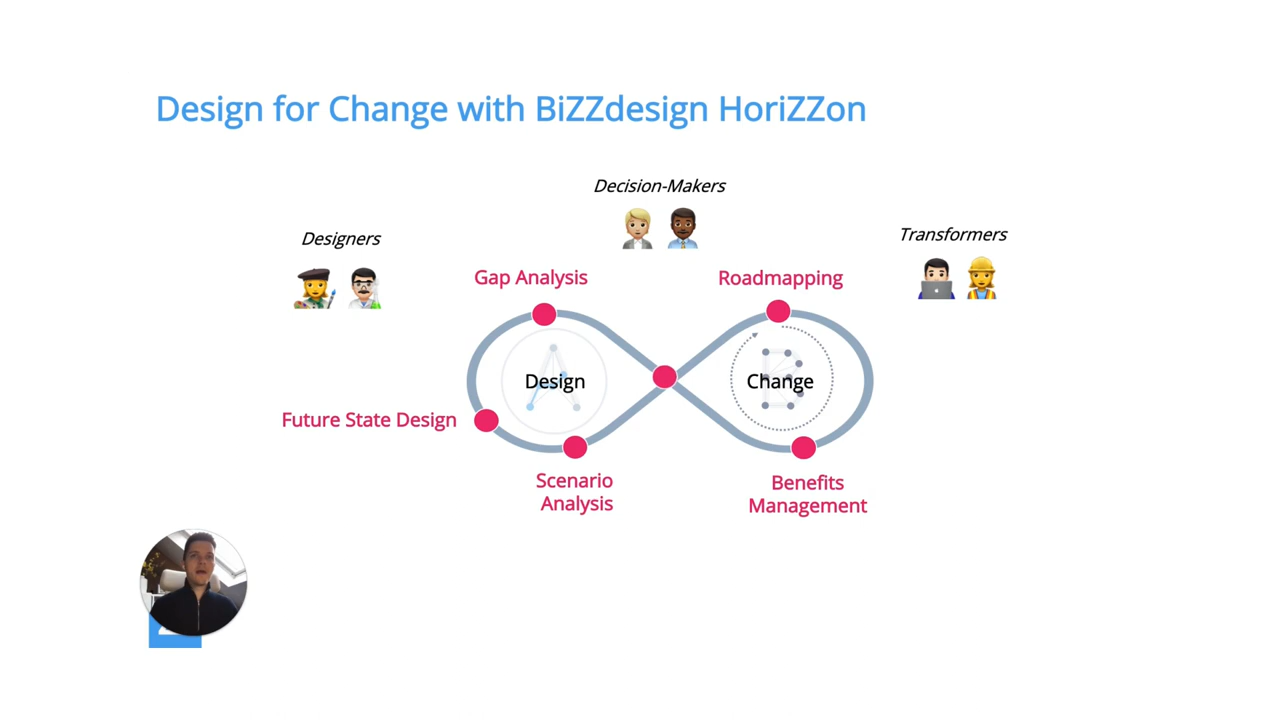 Design for Change with BiZZdesign HoriZZon
Decision-Makers
Designers
Transformers
Gap Analysis
Roadmapping
Design
Change
Future State Design
Scenario
Analysis
Benefits
Management